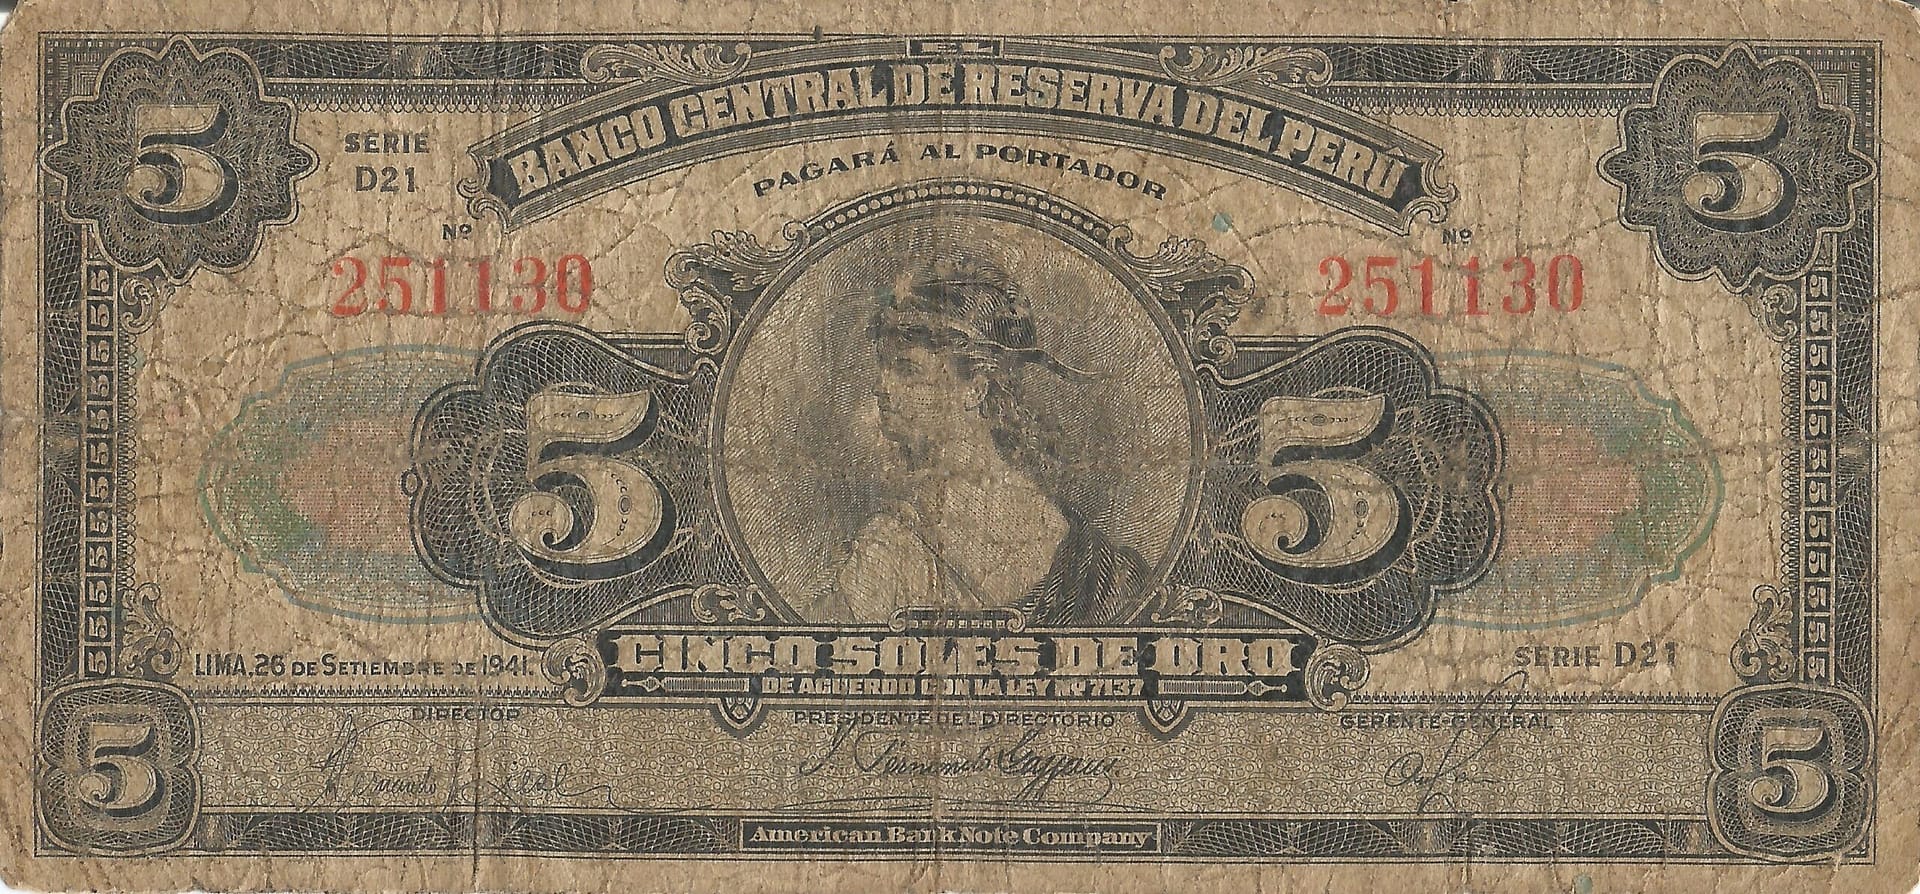 5
5
EL
BANCO CENTRAL DE RESERVA DEL PERÚ
PAGARÁ AL PORTADOR
SERIE
D21
Nº
251130
Nº
251130
5
5
LIMA, 26 DE SETIEMBRE DE 1941.
CINCO SOLES DE ORO
DE ACUERDO CON LA LEY Nº 7137
SERIE D21
DIRECTOR
PRESIDENTE DEL DIRECTORIO
GERENTE-GENERAL
5
5
American Bank Note Company